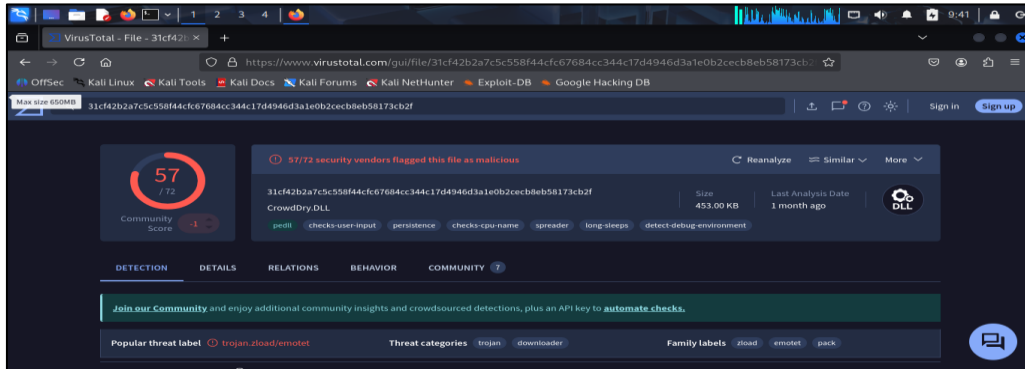 1 2 3 4
9:41
VirusTotal - File - 31cf42b
https://www.virustotal.com/gui/file/31cf42b2a7c5c558f44cfc67684cc344c17d4946d3a1e0b2cecb8eb58173cb2
OffSec Kali Linux Kali Tools Kali Docs Kali Forums Kali NetHunter Exploit-DB Google Hacking DB
Max size 650MB
31cf42b2a7c5c558f44cfc67684cc344c17d4946d3a1e0b2cecb8eb58173cb2f
Sign in Sign up
57
/ 72
Community
Score
-1
57/72 security vendors flagged this file as malicious
Reanalyze Similar More
31cf42b2a7c5c558f44cfc67684cc344c17d4946d3a1e0b2cecb8eb58173cb2f
CrowdDry.DLL
pedll checks-user-input persistence checks-cpu-name spreader long-sleeps detect-debug-environment
Size
453.00 KB
Last Analysis Date
1 month ago
DLL
DETECTION DETAILS RELATIONS BEHAVIOR COMMUNITY 7
Join our Community and enjoy additional community insights and crowdsourced detections, plus an API key to automate checks.
Popular threat label trojan.zload/emotet Threat categories trojan downloader Family labels zload emotet pack